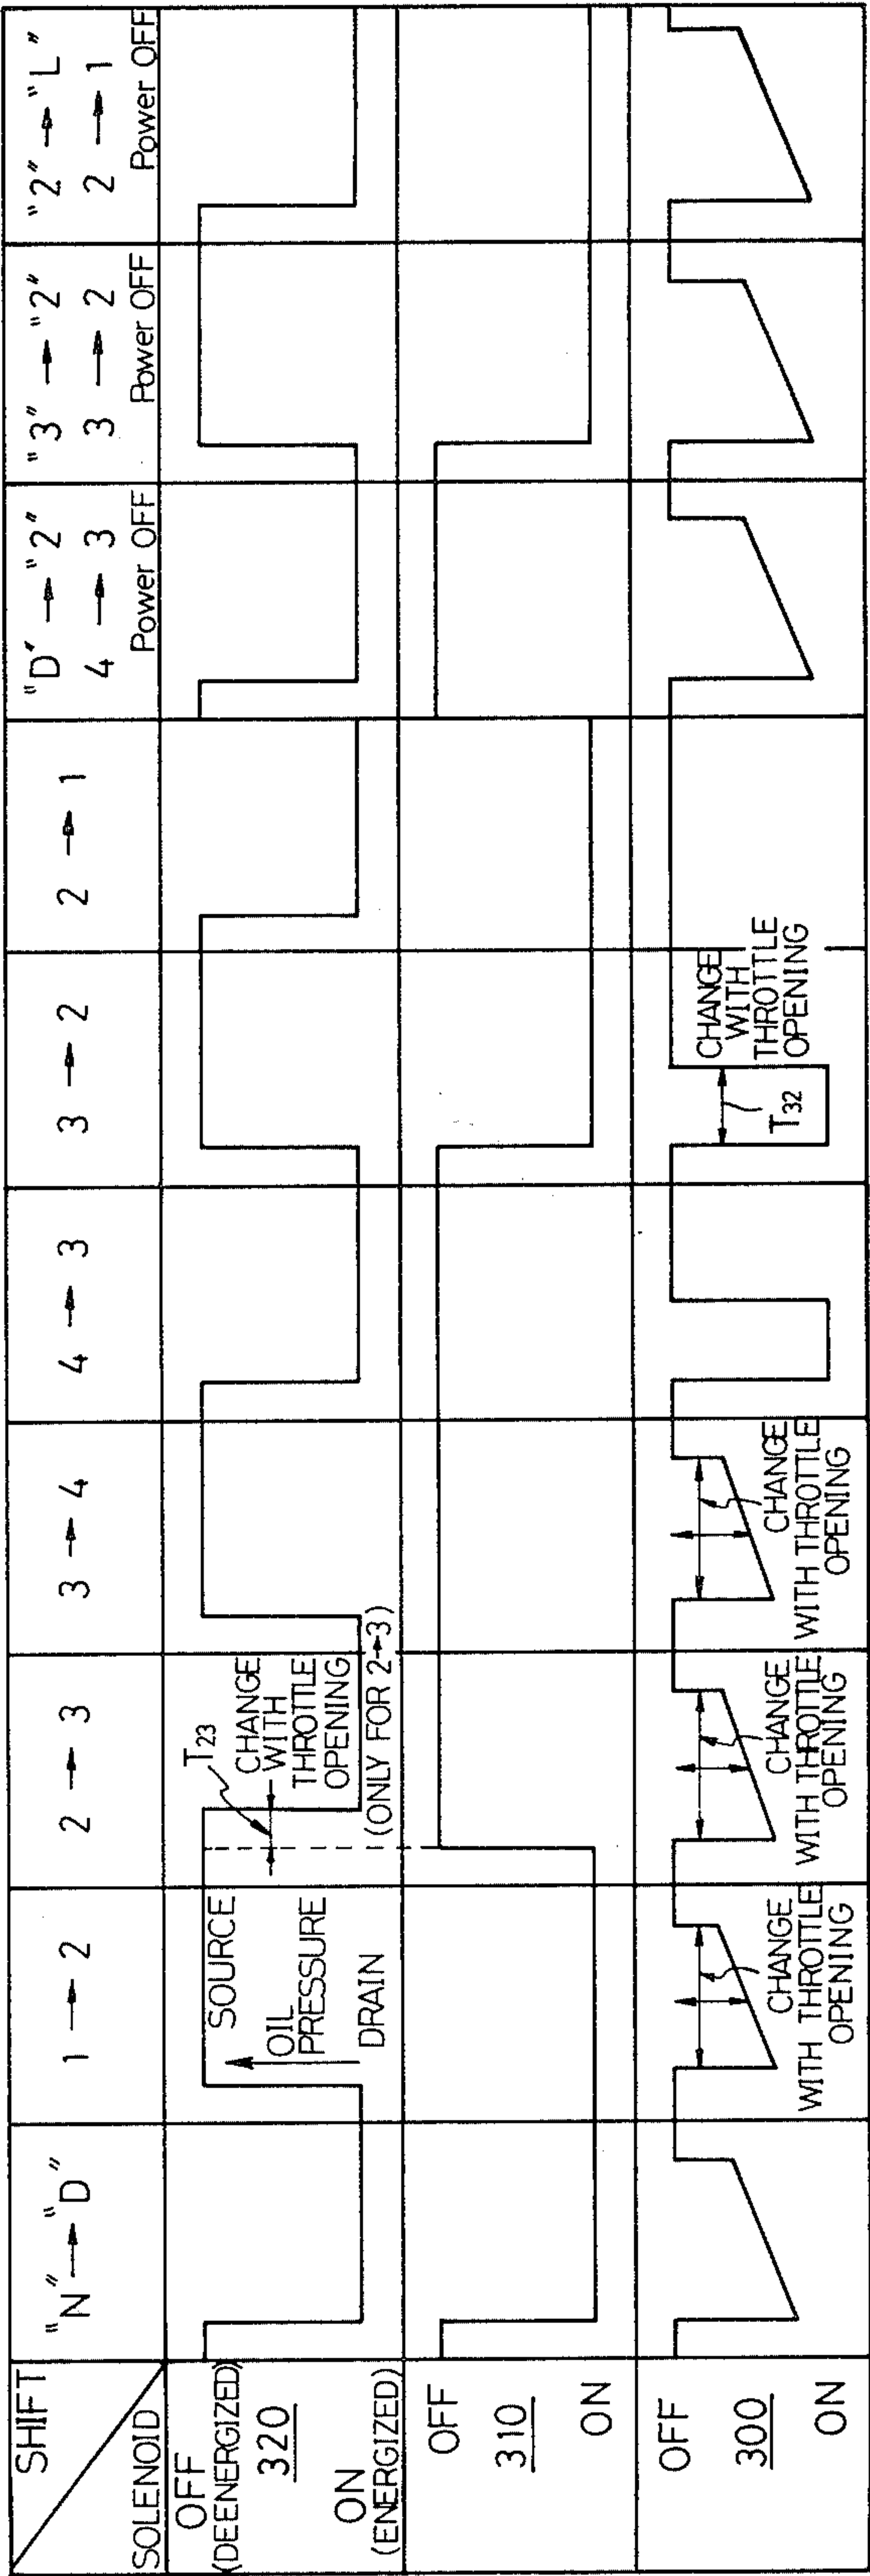 SHIFT
SOLENOID
"N" → "D"
1 → 2
2 → 3
3 → 4
4 → 3
3 → 2
2 → 1
"D" → "2"
4 → 3
Power OFF
"3" → "2"
3 → 2
Power OFF
"2" → "L"
2 → 1
Power OFF
OFF
(DEENERGIZED)
320
ON
(ENERGIZED)
SOURCE
OIL
PRESSURE
DRAIN
T23
CHANGE
WITH
THROTTLE
OPENING
(ONLY FOR 2→3)
OFF
310
ON
OFF
300
ON
CHANGE
WITH THROTTLE
OPENING
CHANGE
WITH THROTTLE
OPENING
CHANGE
WITH THROTTLE
OPENING
T32
CHANGE
WITH
THROTTLE
OPENING